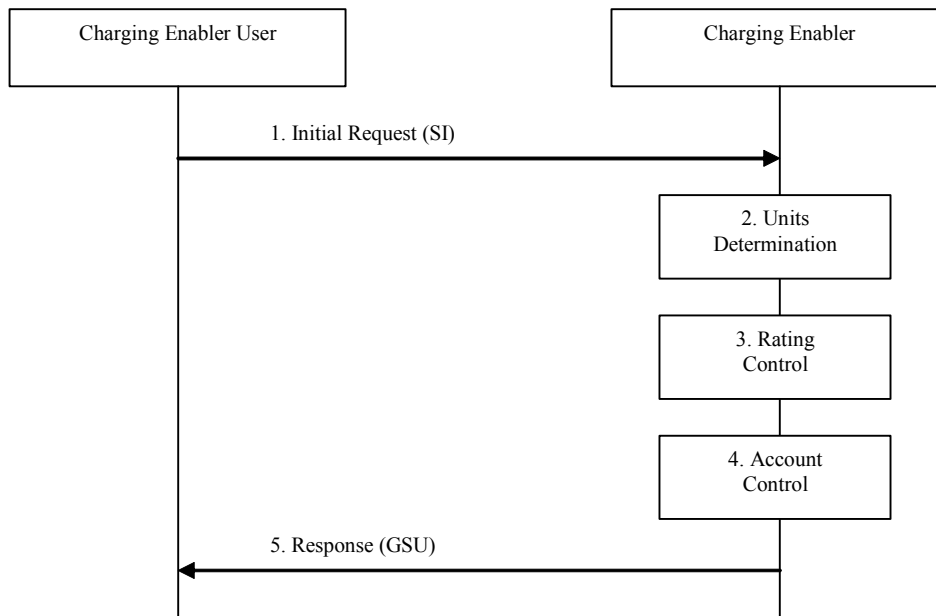 Charging Enabler User
Charging Enabler
1. Initial Request (SI)
2. Units
Determination
3. Rating
Control
4. Account
Control
5. Response (GSU)